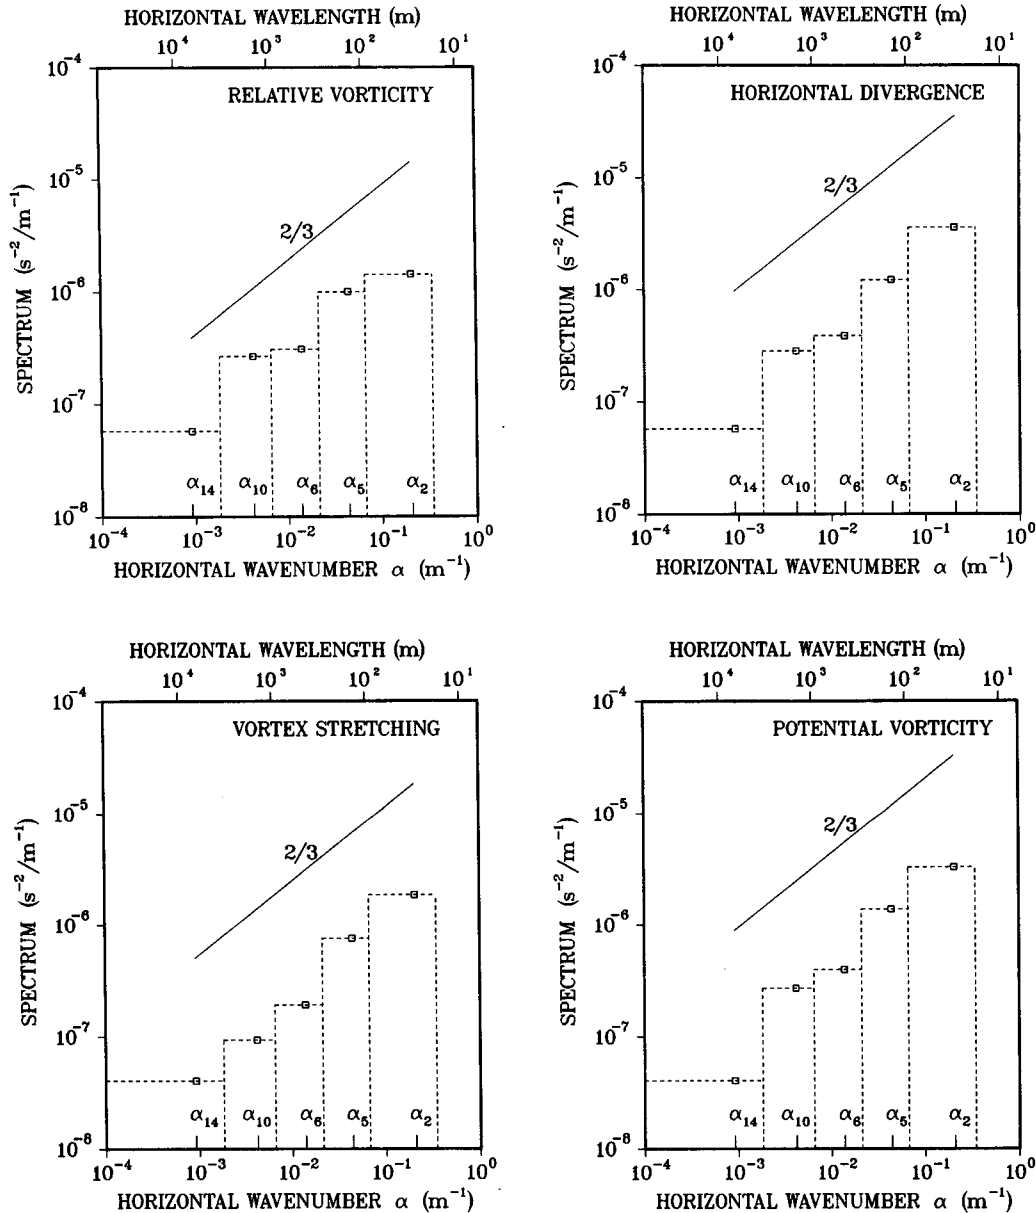 HORIZONTAL WAVELENGTH (m)
10⁴ 10³ 10² 10¹
RELATIVE VORTICITY
2/3
SPECTRUM (s⁻²/m⁻¹)
10⁻⁴
10⁻⁵
10⁻⁶
10⁻⁷
10⁻⁸
α₁₄ α₁₀ α₆ α₅ α₂
10⁻⁴ 10⁻³ 10⁻² 10⁻¹ 10⁰
HORIZONTAL WAVENUMBER α (m⁻¹)
HORIZONTAL WAVELENGTH (m)
10⁴ 10³ 10² 10¹
HORIZONTAL DIVERGENCE
2/3
SPECTRUM (s⁻²/m⁻¹)
10⁻⁴
10⁻⁵
10⁻⁶
10⁻⁷
10⁻⁸
α₁₄ α₁₀ α₆ α₅ α₂
10⁻⁴ 10⁻³ 10⁻² 10⁻¹ 10⁰
HORIZONTAL WAVENUMBER α (m⁻¹)
HORIZONTAL WAVELENGTH (m)
10⁴ 10³ 10² 10¹
VORTEX STRETCHING
2/3
SPECTRUM (s⁻²/m⁻¹)
10⁻⁴
10⁻⁵
10⁻⁶
10⁻⁷
10⁻⁸
α₁₄ α₁₀ α₆ α₅ α₂
10⁻⁴ 10⁻³ 10⁻² 10⁻¹ 10⁰
HORIZONTAL WAVENUMBER α (m⁻¹)
HORIZONTAL WAVELENGTH (m)
10⁴ 10³ 10² 10¹
POTENTIAL VORTICITY
2/3
SPECTRUM (s⁻²/m⁻¹)
10⁻⁴
10⁻⁵
10⁻⁶
10⁻⁷
10⁻⁸
α₁₄ α₁₀ α₆ α₅ α₂
10⁻⁴ 10⁻³ 10⁻² 10⁻¹ 10⁰
HORIZONTAL WAVENUMBER α (m⁻¹)